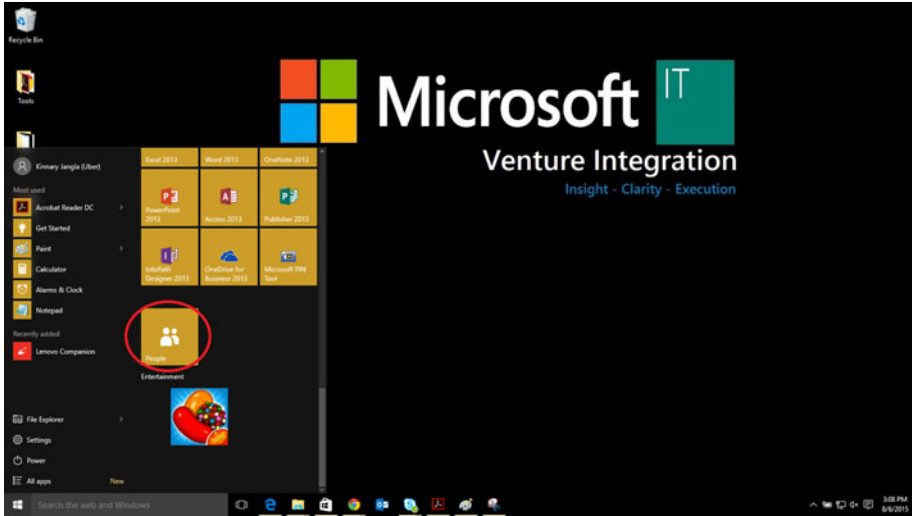 Recycle Bin
Tools
Microsoft IT
Venture Integration
Insight - Clarity - Execution
Kinnary Jangla (Uber)
Most used
Acrobat Reader DC
Get Started
Paint
Calculator
Alarms & Clock
Notepad
Recently added
Lenovo Companion
File Explorer
Settings
Power
All apps New
Excel 2013 Word 2013 OneNote 2013
PowerPoint
2013 Access 2013 Publisher 2013
InfoPath
Designer 2013
OneDrive for
Business 2013
Microsoft PIN
Tool
People
Entertainment
Search the web and Windows
3:08 PM
8/6/2015